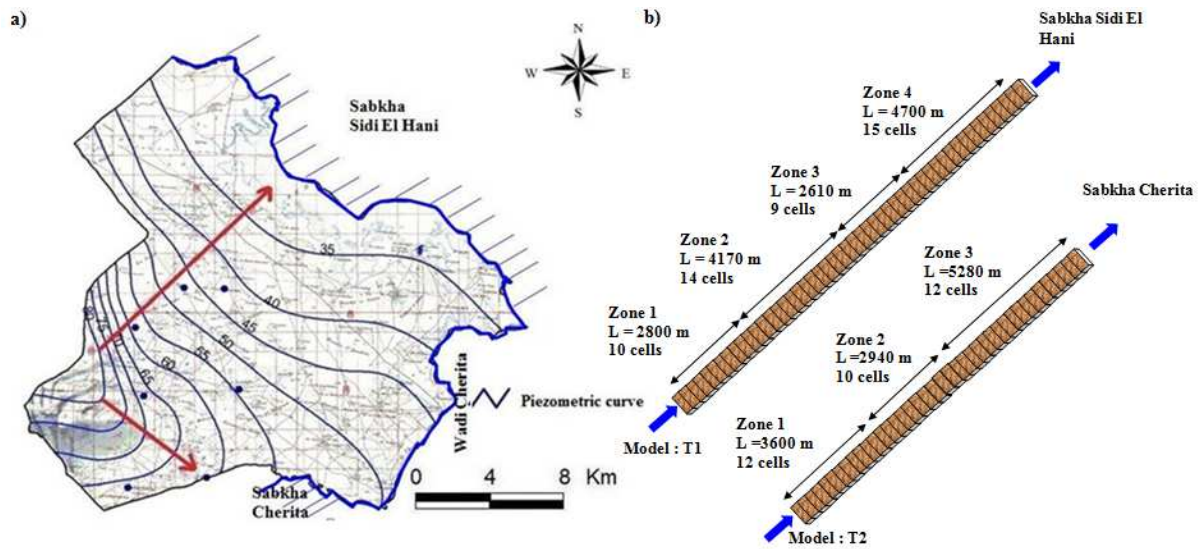 a)
N
W
E
S
Sabkha
Sidi El Hani
35
40
45
50
65
60
65
75
80
Wadi Cherita
Piezometric curve
0 4 8 Km
Sabkha
Cherita
b)
Sabkha Sidi El
Hani
Zone 4
L = 4700 m
15 cells
Zone 3
L = 2610 m
9 cells
Zone 2
L = 4170 m
14 cells
Zone 1
L = 2800 m
10 cells
Model : T1
Sabkha Cherita
Zone 3
L =5280 m
12 cells
Zone 2
L =2940 m
10 cells
Zone 1
L =3600 m
12 cells
Model : T2